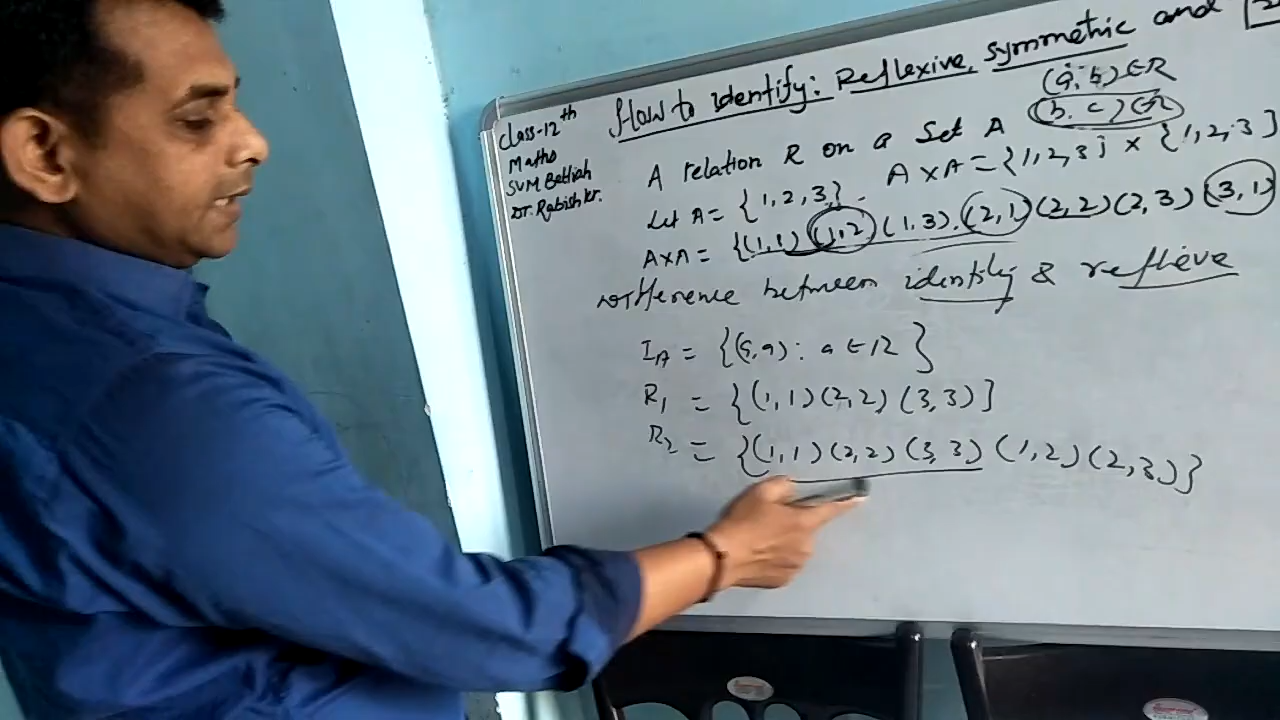 class-12th
Maths
SVM Bettiah
Dr. Rabish kr.
How to identify: Reflexive, symmetric and
(a, b) ∈ R
(b, c) ∈ R
A relation R on a Set A
Let A = {1,2,3}. A×A = {1,2,3} × {1,2,3}
A×A = {(1,1) (1,2) (1,3), (2,1) (2,2) (2,3) (3,1)
Difference between identity & reflexive
I_A = {(a,a): a ∈ R}
R₁ = {(1,1) (2,2) (3,3)}
R₂ = {(1,1) (2,2) (3,3) (1,2) (2,3)}